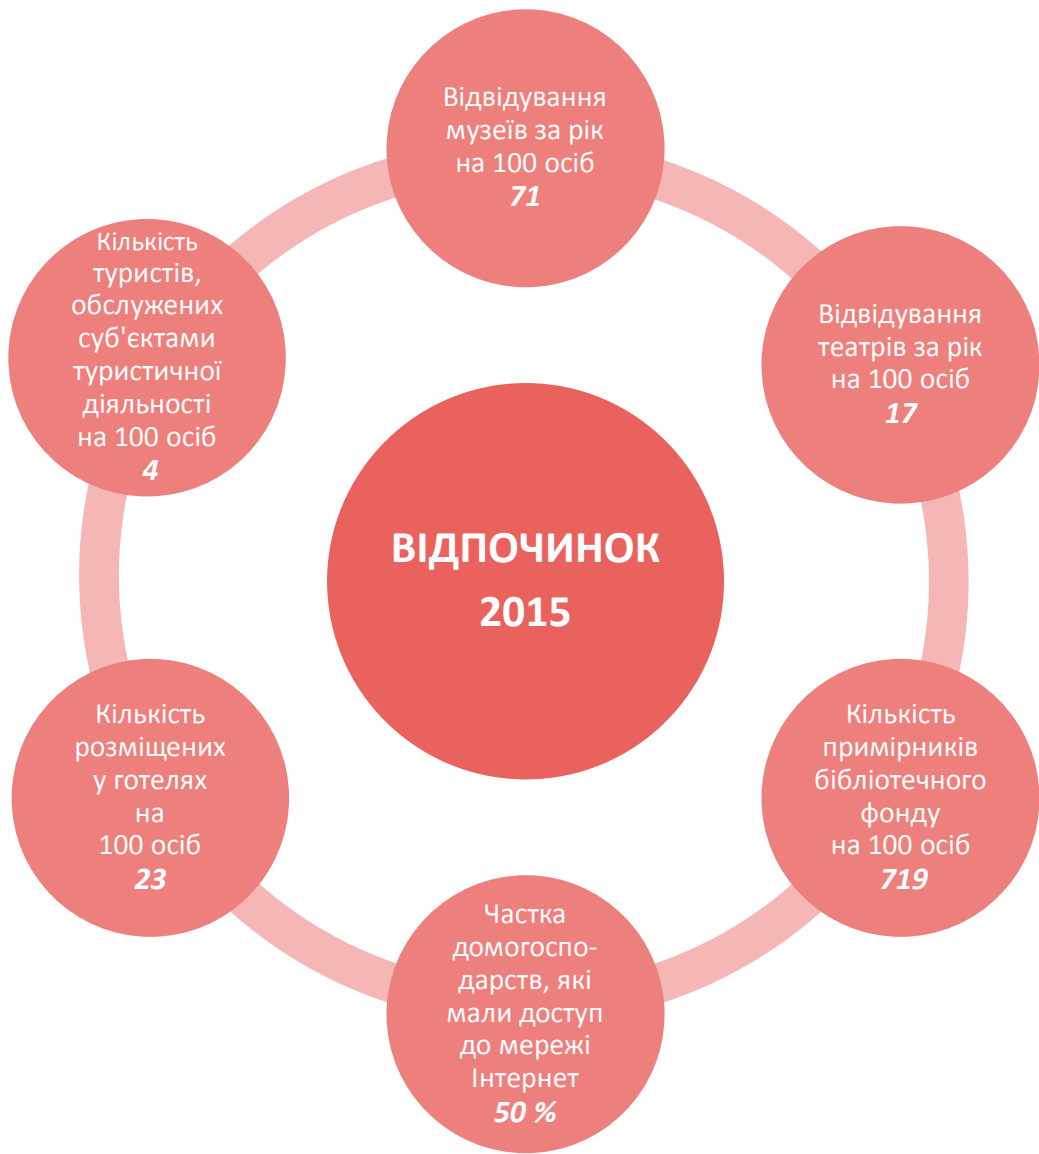 Відвідування
музеїв за рік
на 100 осіб
71
Відвідування
театрів за рік
на 100 осіб
17
Кількість
примірників
бібліотечного
фонду
на 100 осіб
719
Частка
домогоспо-
дарств, які
мали доступ
до мережі
Інтернет
50 %
Кількість
розміщених
у готелях
на
100 осіб
23
Кількість
туристів,
обслужених
суб'єктами
туристичної
діяльності
на 100 осіб
4
ВІДПОЧИНОК
2015